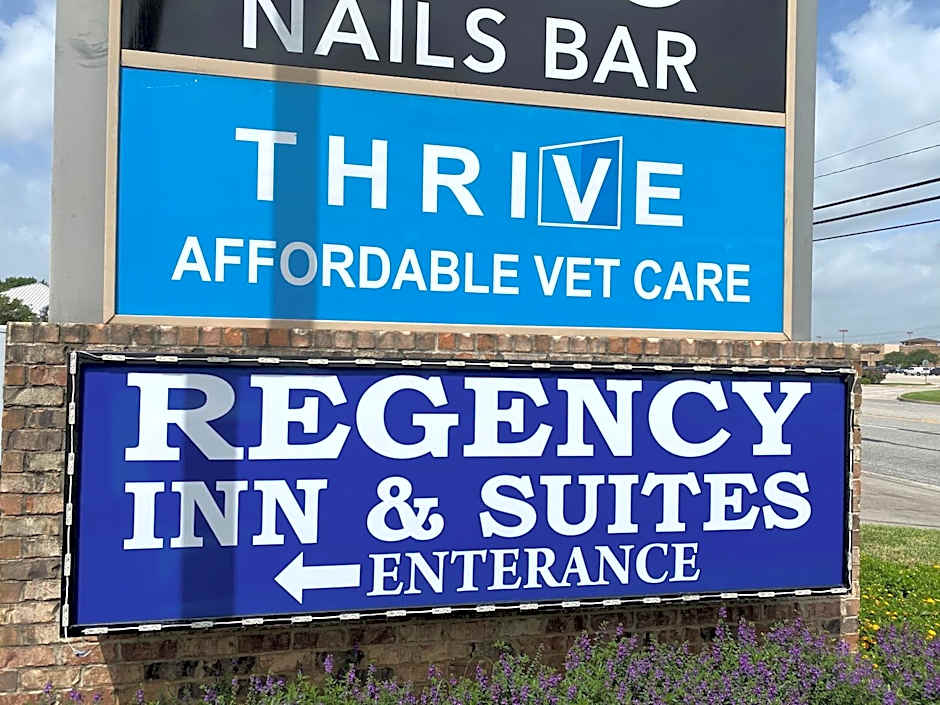 NAILS BAR
THRIVE
AFFORDABLE VET CARE
REGENCY
INN & SUITES
ENTERANCE